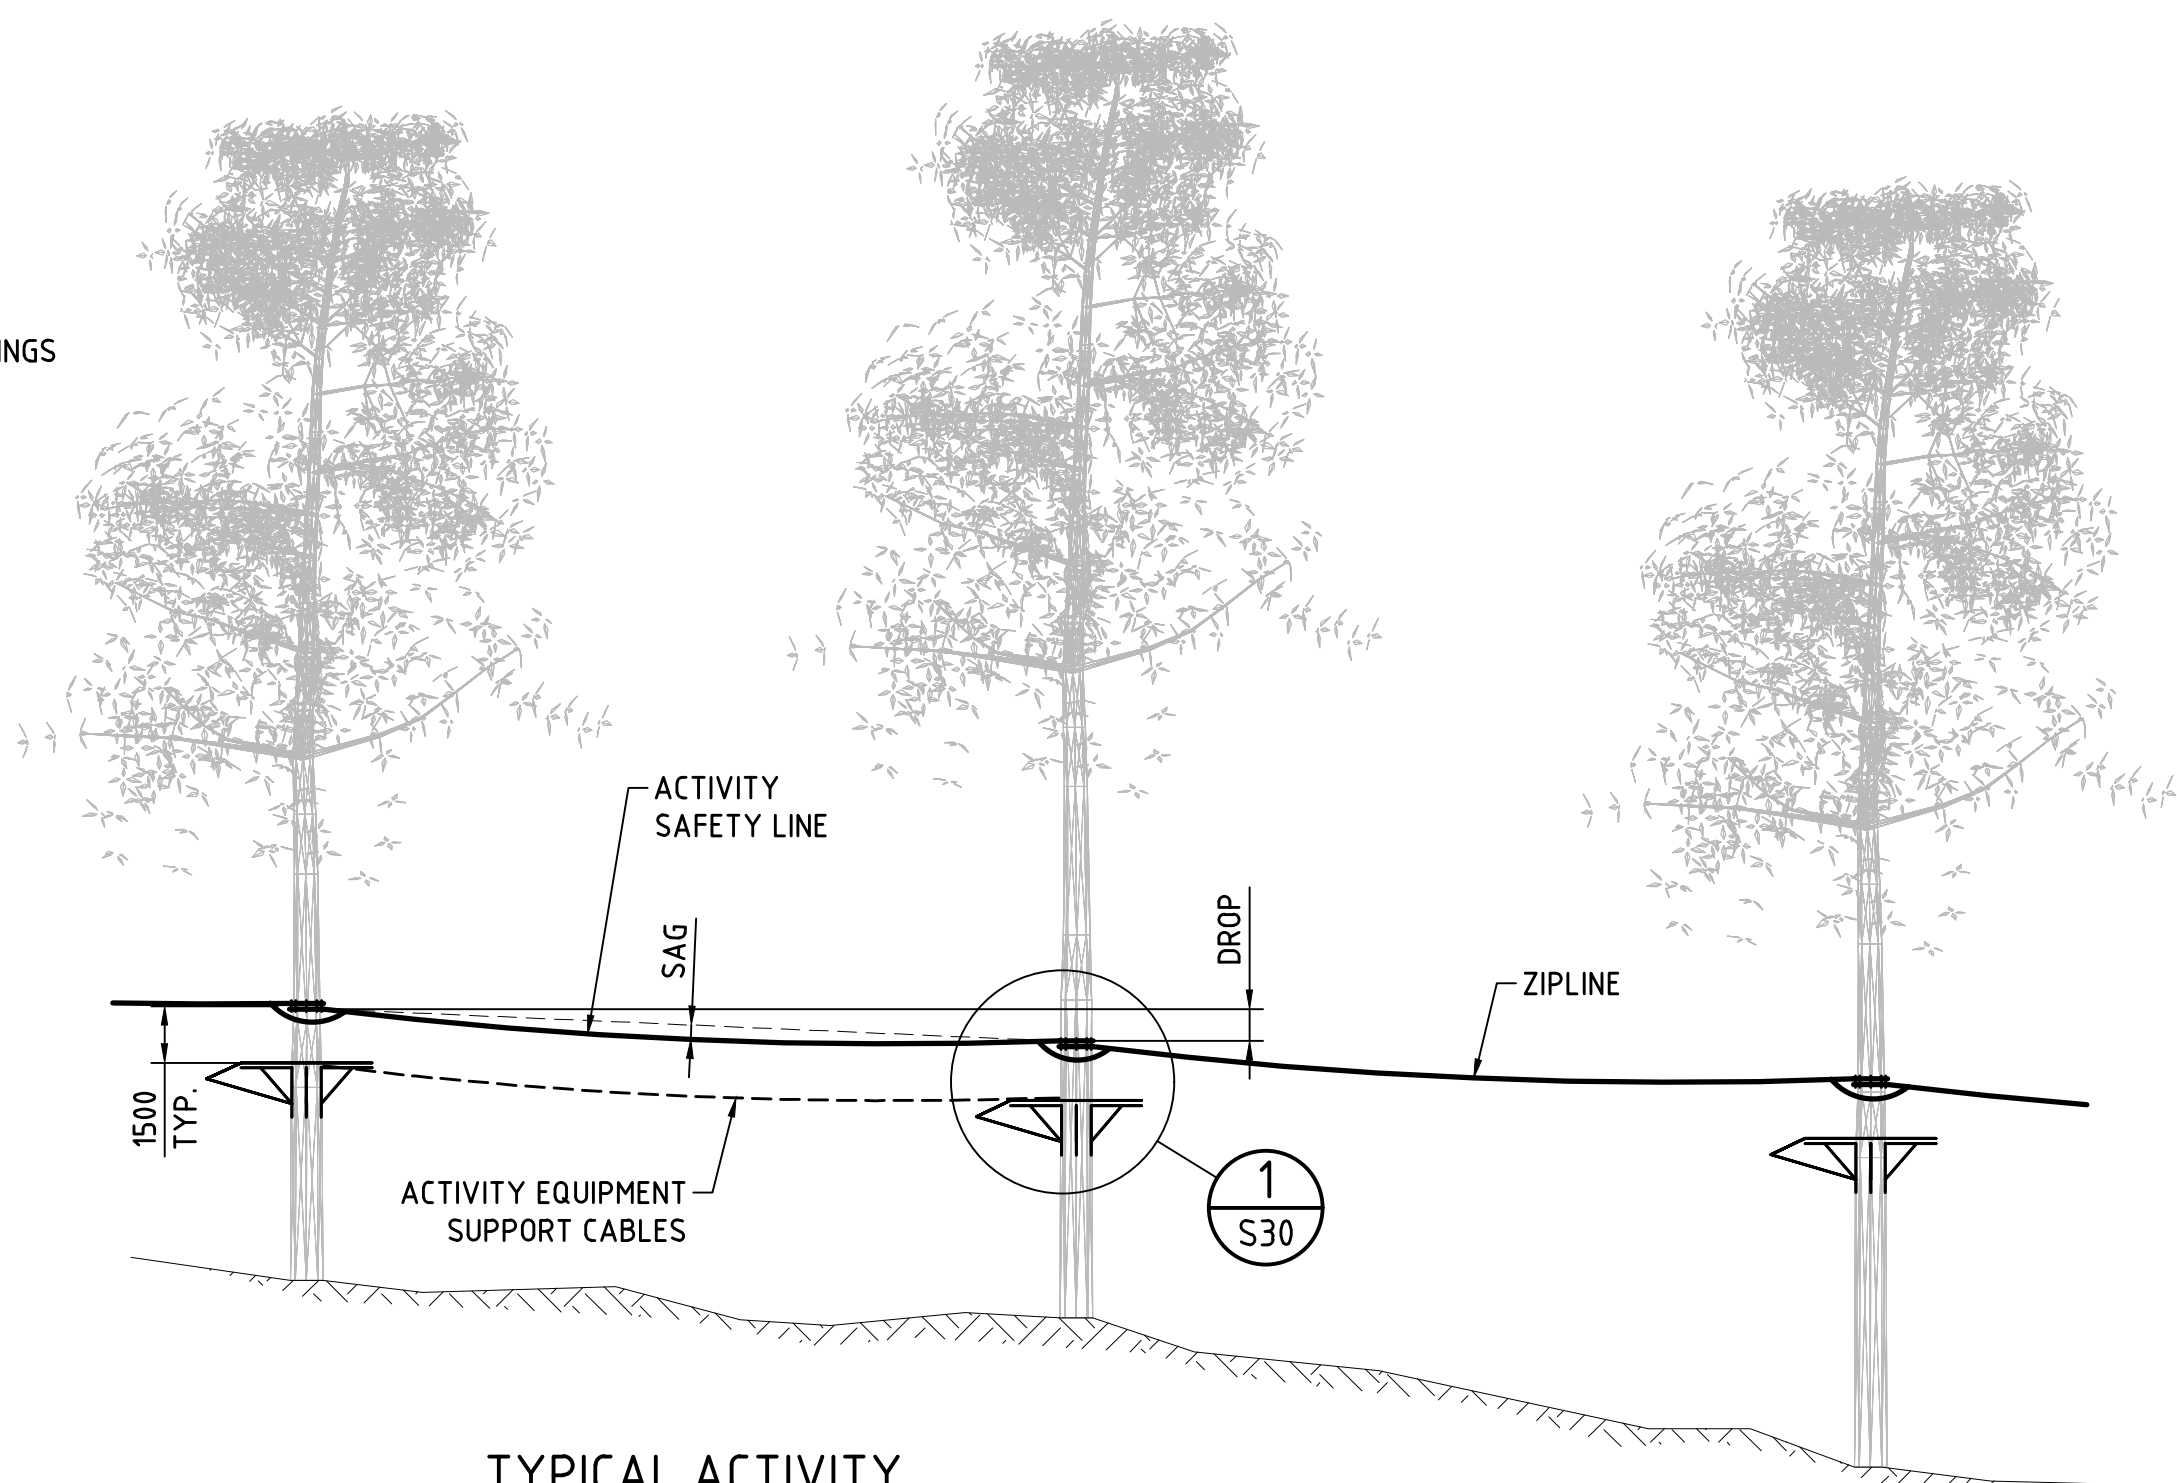 INGS
ACTIVITY
SAFETY LINE
SAG
DROP
ZIPLINE
1500
TYP.
ACTIVITY EQUIPMENT
SUPPORT CABLES
1
S30
TYPICAL ACTIVITY